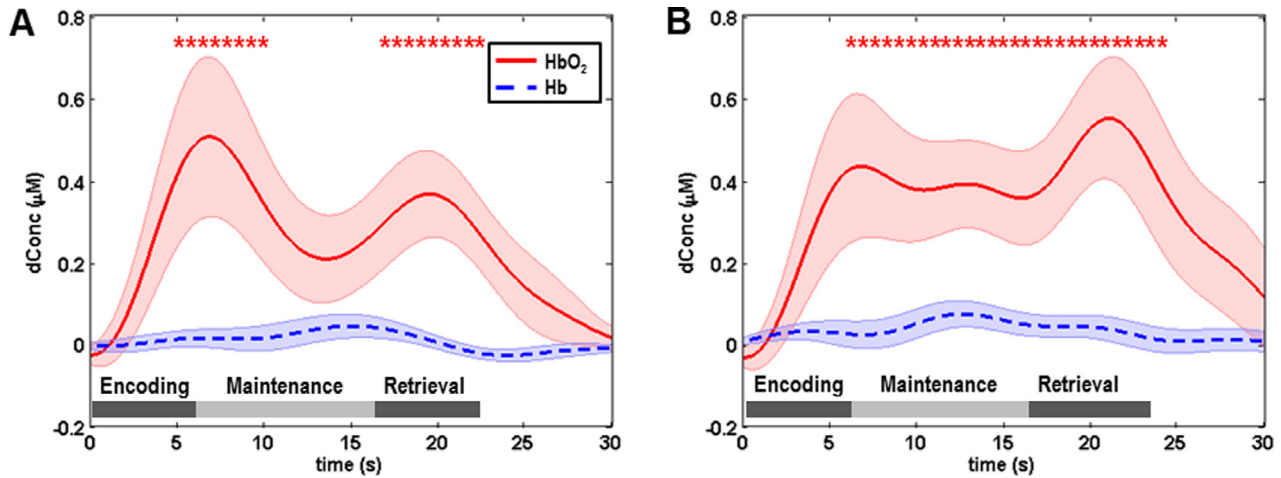 A
********
*********
HbO2
Hb
0.8
0.6
0.4
0.2
0
-0.2
dConc (μM)
Encoding Maintenance Retrieval
0 5 10 15 20 25 30
time (s)
B
************************
0.8
0.6
0.4
0.2
0
-0.2
dConc (μM)
Encoding Maintenance Retrieval
0 5 10 15 20 25 30
time (s)